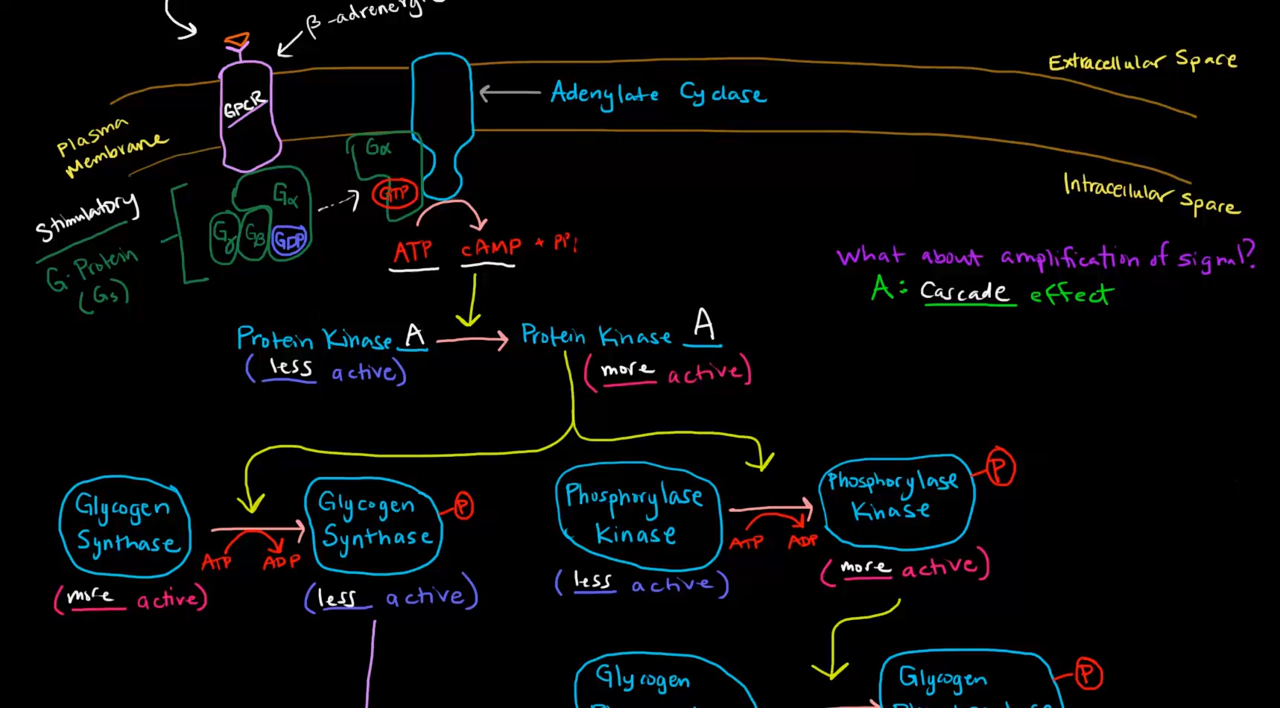 β-adrenergi
GPCR
Adenylate Cyclase
Extracellular Space
Plasma
Membrane
Intracellular Space
Stimulatory
G-Protein
(Gs)
Gα
Gγ
Gβ
GDP
Gα
GTP
ATP
cAMP + PPi
What about amplification of signal?
A: Cascade effect
Protein Kinase A
(less active)
Protein Kinase A
(more active)
Glycogen
Synthase
(more active)
ATP
ADP
Glycogen
Synthase
P
(less active)
Phosphorylase
Kinase
(less active)
ATP
ADP
Phosphorylase
Kinase
P
(more active)
Glycogen
Glycogen
P